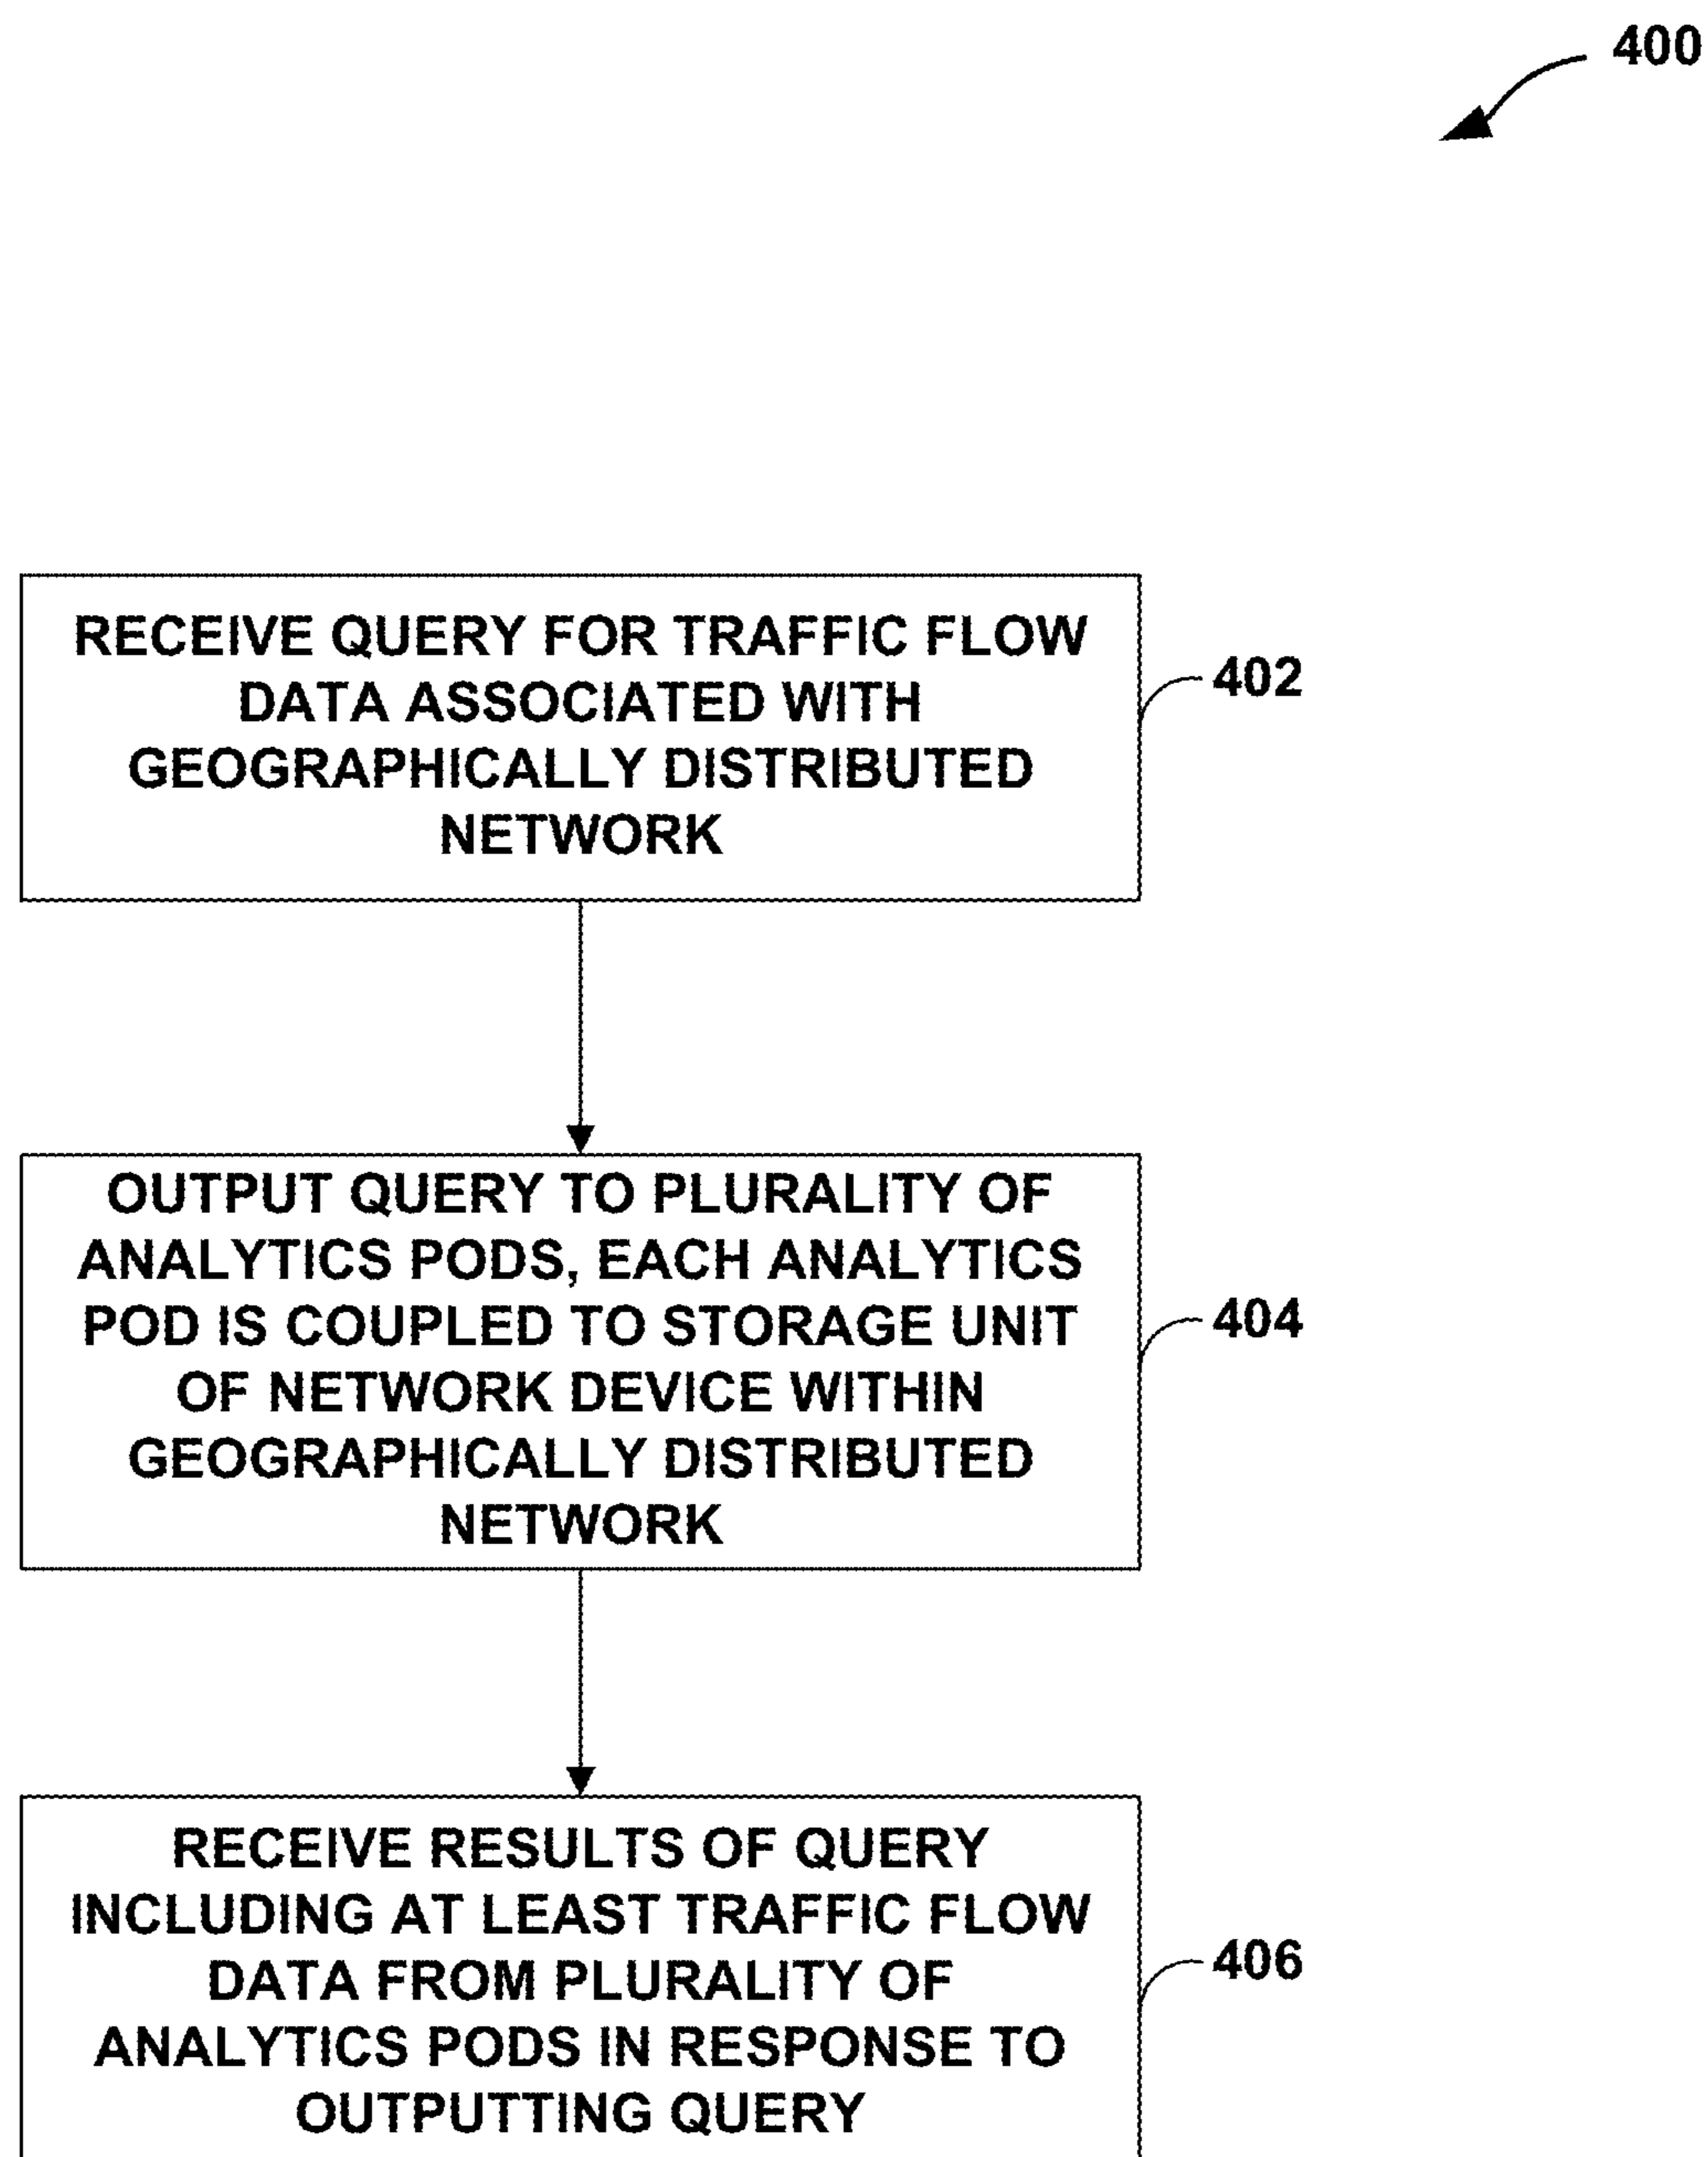 400
RECEIVE QUERY FOR TRAFFIC FLOW
DATA ASSOCIATED WITH
GEOGRAPHICALLY DISTRIBUTED
NETWORK
402
OUTPUT QUERY TO PLURALITY OF
ANALYTICS PODS, EACH ANALYTICS
POD IS COUPLED TO STORAGE UNIT
OF NETWORK DEVICE WITHIN
GEOGRAPHICALLY DISTRIBUTED
NETWORK
404
RECEIVE RESULTS OF QUERY
INCLUDING AT LEAST TRAFFIC FLOW
DATA FROM PLURALITY OF
ANALYTICS PODS IN RESPONSE TO
OUTPUTTING QUERY
406